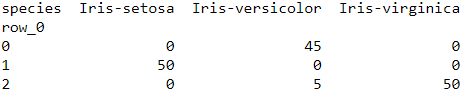 species  Iris-setosa  Iris-versicolor  Iris-virginica
row_0
0                  0               45               0
1                 50                0               0
2                  0                5              50